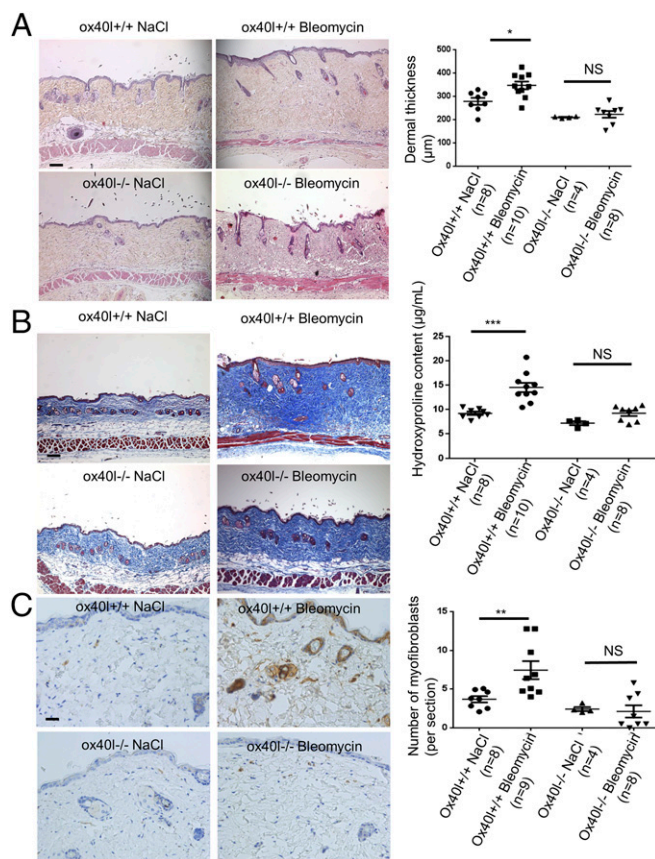 A
ox40l+/+ NaCl
ox40l+/+ Bleomycin
ox40l-/- NaCl
ox40l-/- Bleomycin
Dermal thickness
(µm)
500
400
300
200
100
0
*
NS
Ox40l+/+ NaCl
(n=8)
Ox40l+/+ Bleomycin
(n=10)
Ox40l-/- NaCl
(n=4)
Ox40l-/- Bleomycin
(n=8)
B
ox40l+/+ NaCl
ox40l+/+ Bleomycin
ox40l-/- NaCl
ox40l-/- Bleomycin
Hydroxyproline content (µg/mL)
25
20
15
10
5
0
***
NS
Ox40l+/+ NaCl
(n=8)
Ox40l+/+ Bleomycin
(n=10)
Ox40l-/- NaCl
(n=4)
Ox40l-/- Bleomycin
(n=8)
C
ox40l+/+ NaCl
ox40l+/+ Bleomycin
ox40l-/- NaCl
ox40l-/- Bleomycin
Number of myofibroblasts
(per section)
15
10
5
0
**
NS
Ox40l+/+ NaCl
(n=8)
Ox40l+/+ Bleomycin
(n=9)
Ox40l-/- NaCl
(n=4)
Ox40l-/- Bleomycin
(n=8)